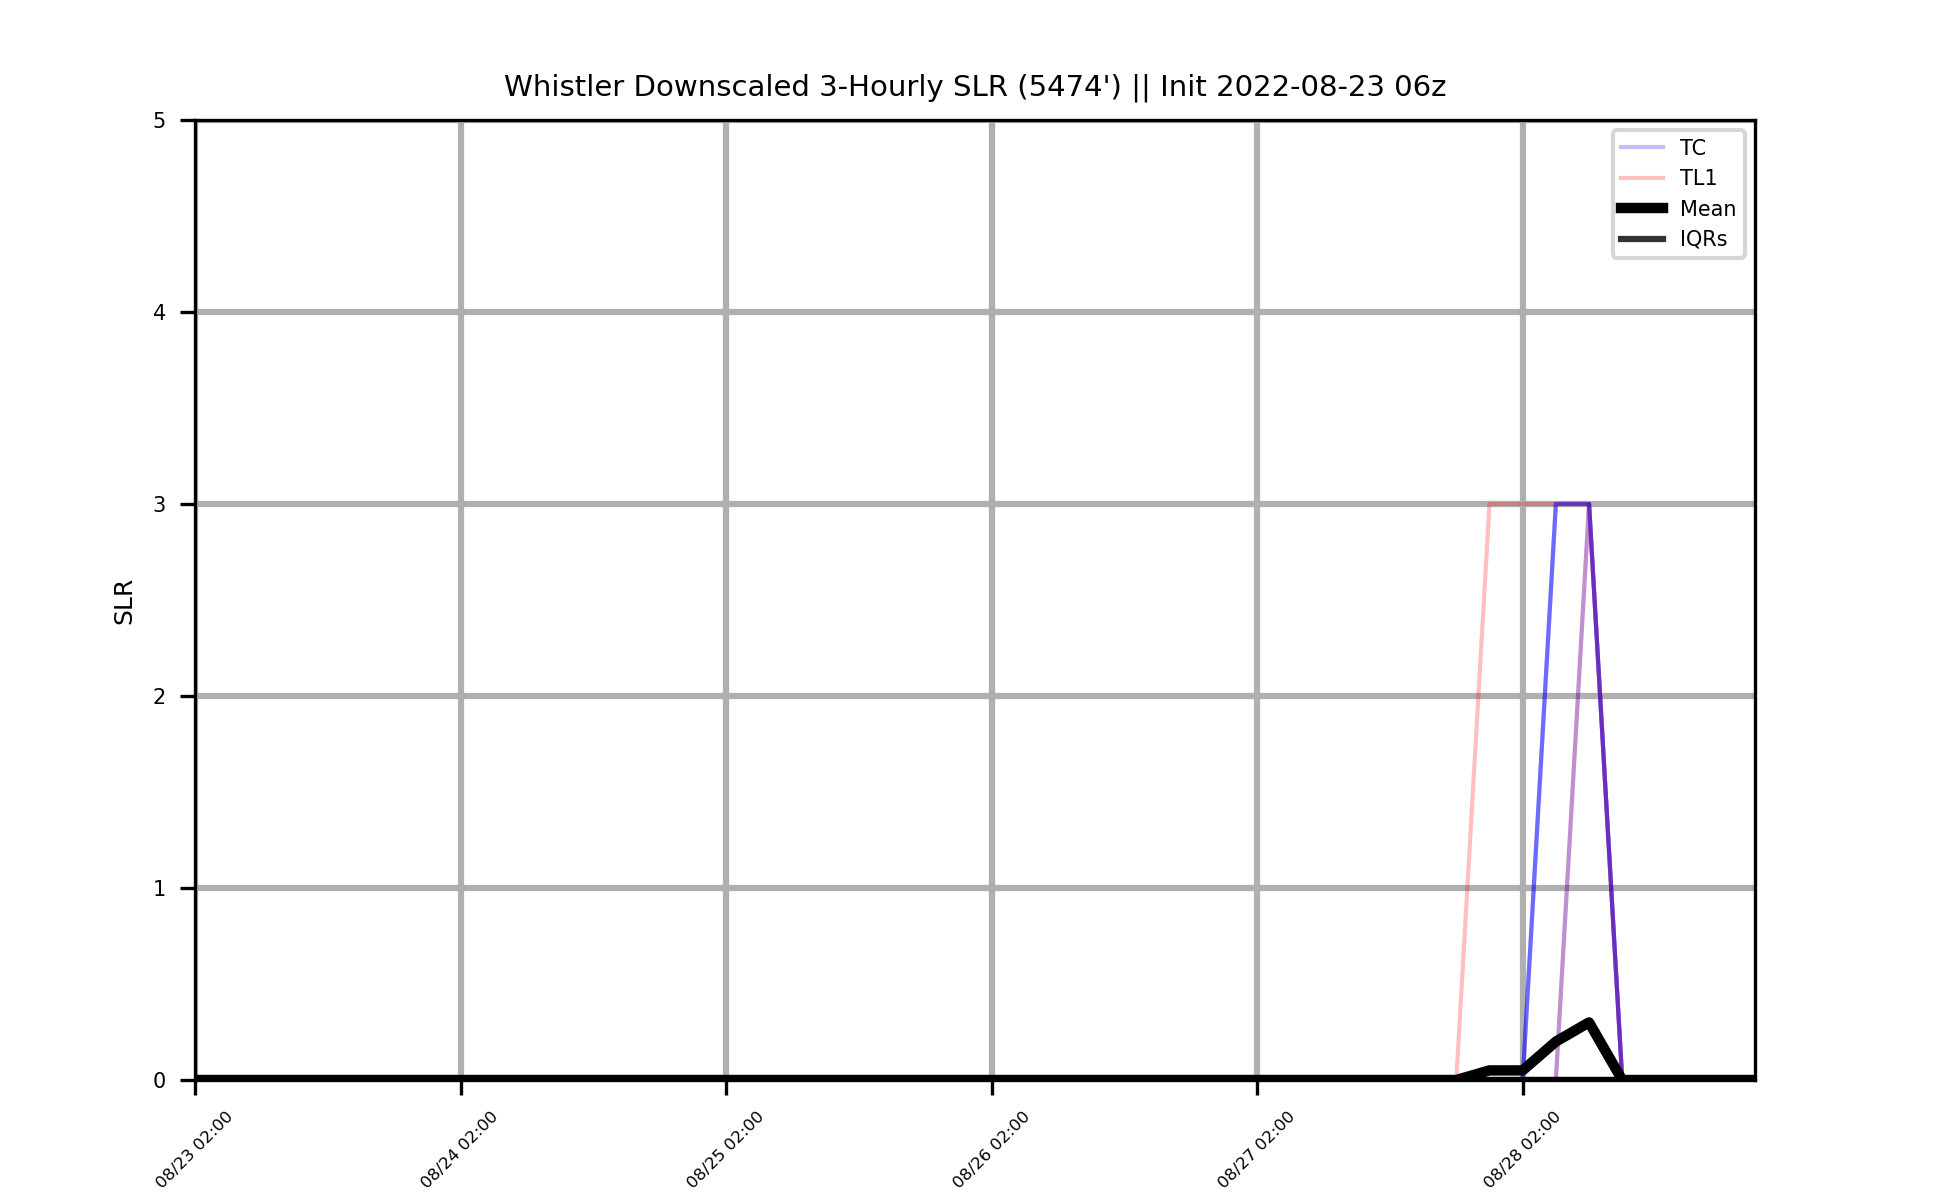 Whistler Downscaled 3-Hourly SLR (5474') || Init 2022-08-23 06z
TC
TL1
Mean
IQRs
5
4
3
2
1
0
SLR
08/23 02:00
08/24 02:00
08/25 02:00
08/26 02:00
08/27 02:00
08/28 02:00